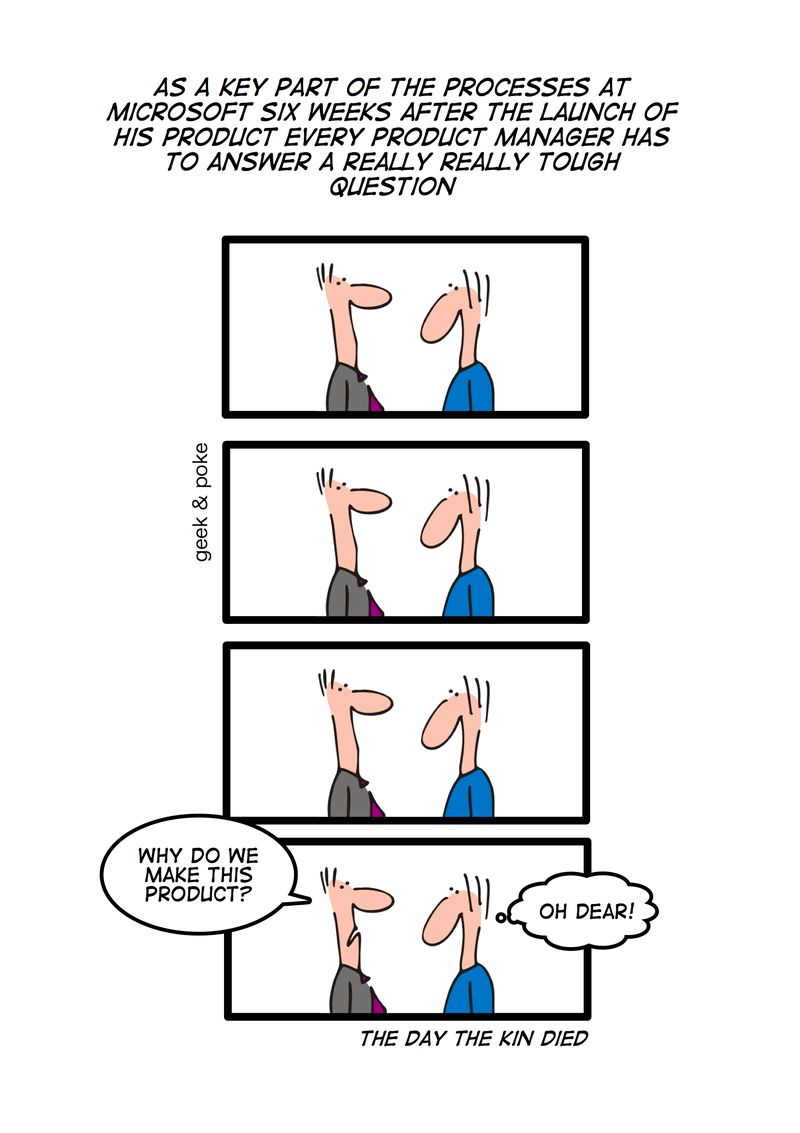 AS A KEY PART OF THE PROCESSES AT
MICROSOFT SIX WEEKS AFTER THE LAUNCH OF
HIS PRODUCT EVERY PRODUCT MANAGER HAS
TO ANSWER A REALLY REALLY TOUGH
QUESTION
geek & poke
WHY DO WE
MAKE THIS
PRODUCT?
OH DEAR!
THE DAY THE KIN DIED